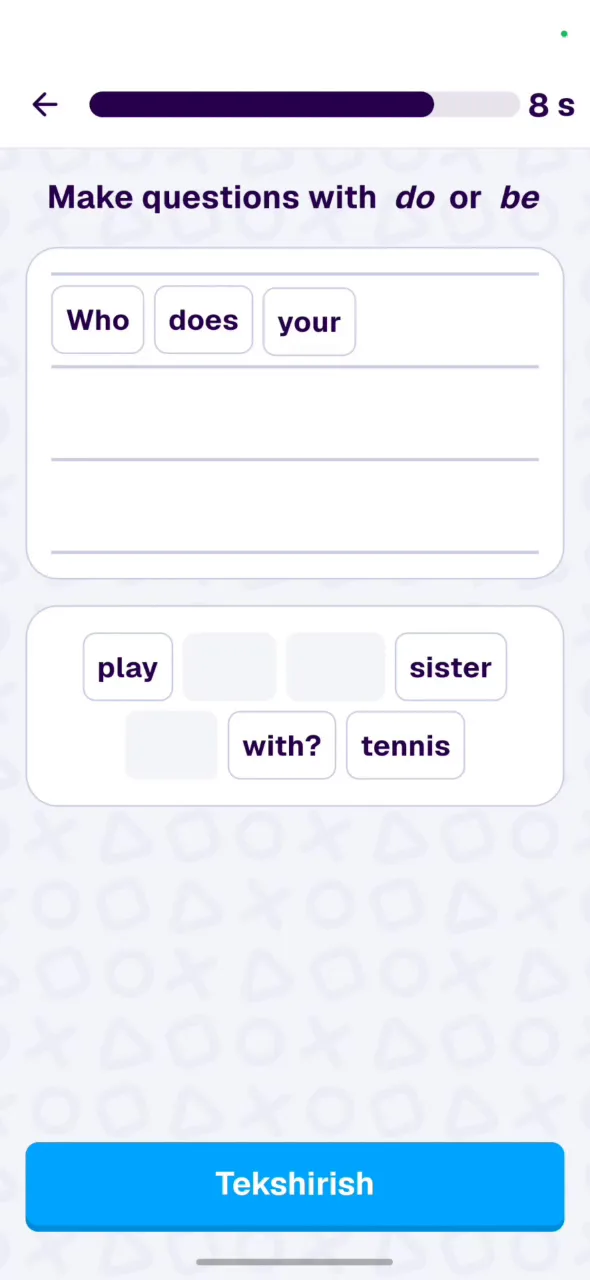 8 s
Make questions with do or be
Who does your
play sister
with? tennis
Tekshirish